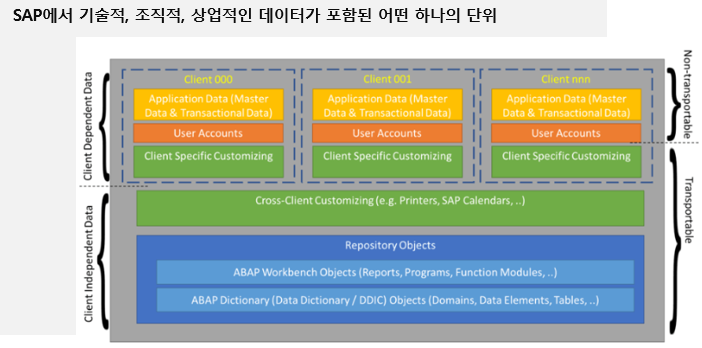 SAP에서 기술적, 조직적, 상업적인 데이터가 포함된 어떤 하나의 단위
Client Dependent Data
Client 000
Application Data (Master
Data & Transactional Data)
User Accounts
Client Specific Customizing
Client 001
Application Data (Master
Data & Transactional Data)
User Accounts
Client Specific Customizing
Client nnn
Application Data (Master
Data & Transactional Data)
User Accounts
Client Specific Customizing
Non-transportable
Client Independent Data
Cross-Client Customizing (e.g. Printers, SAP Calendars, ..)
Repository Objects
ABAP Workbench Objects (Reports, Programs, Function Modules, ..)
ABAP Dictionary (Data Dictionary / DDIC) Objects (Domains, Data Elements, Tables, ..)
Transportable